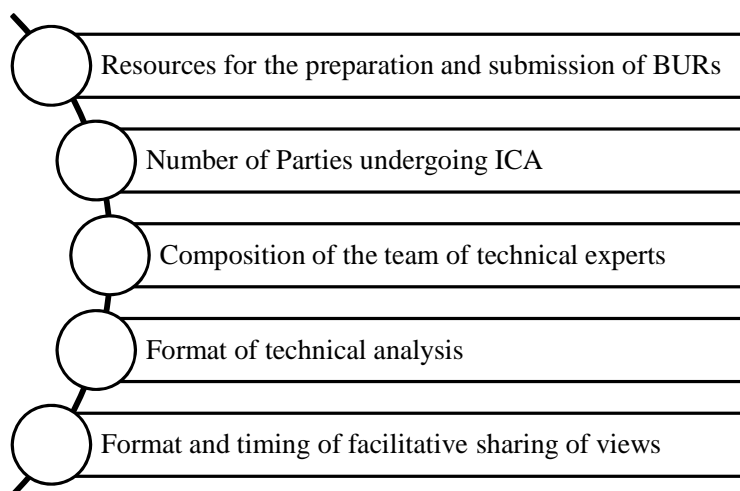 Resources for the preparation and submission of BURs
Number of Parties undergoing ICA
Composition of the team of technical experts
Format of technical analysis
Format and timing of facilitative sharing of views